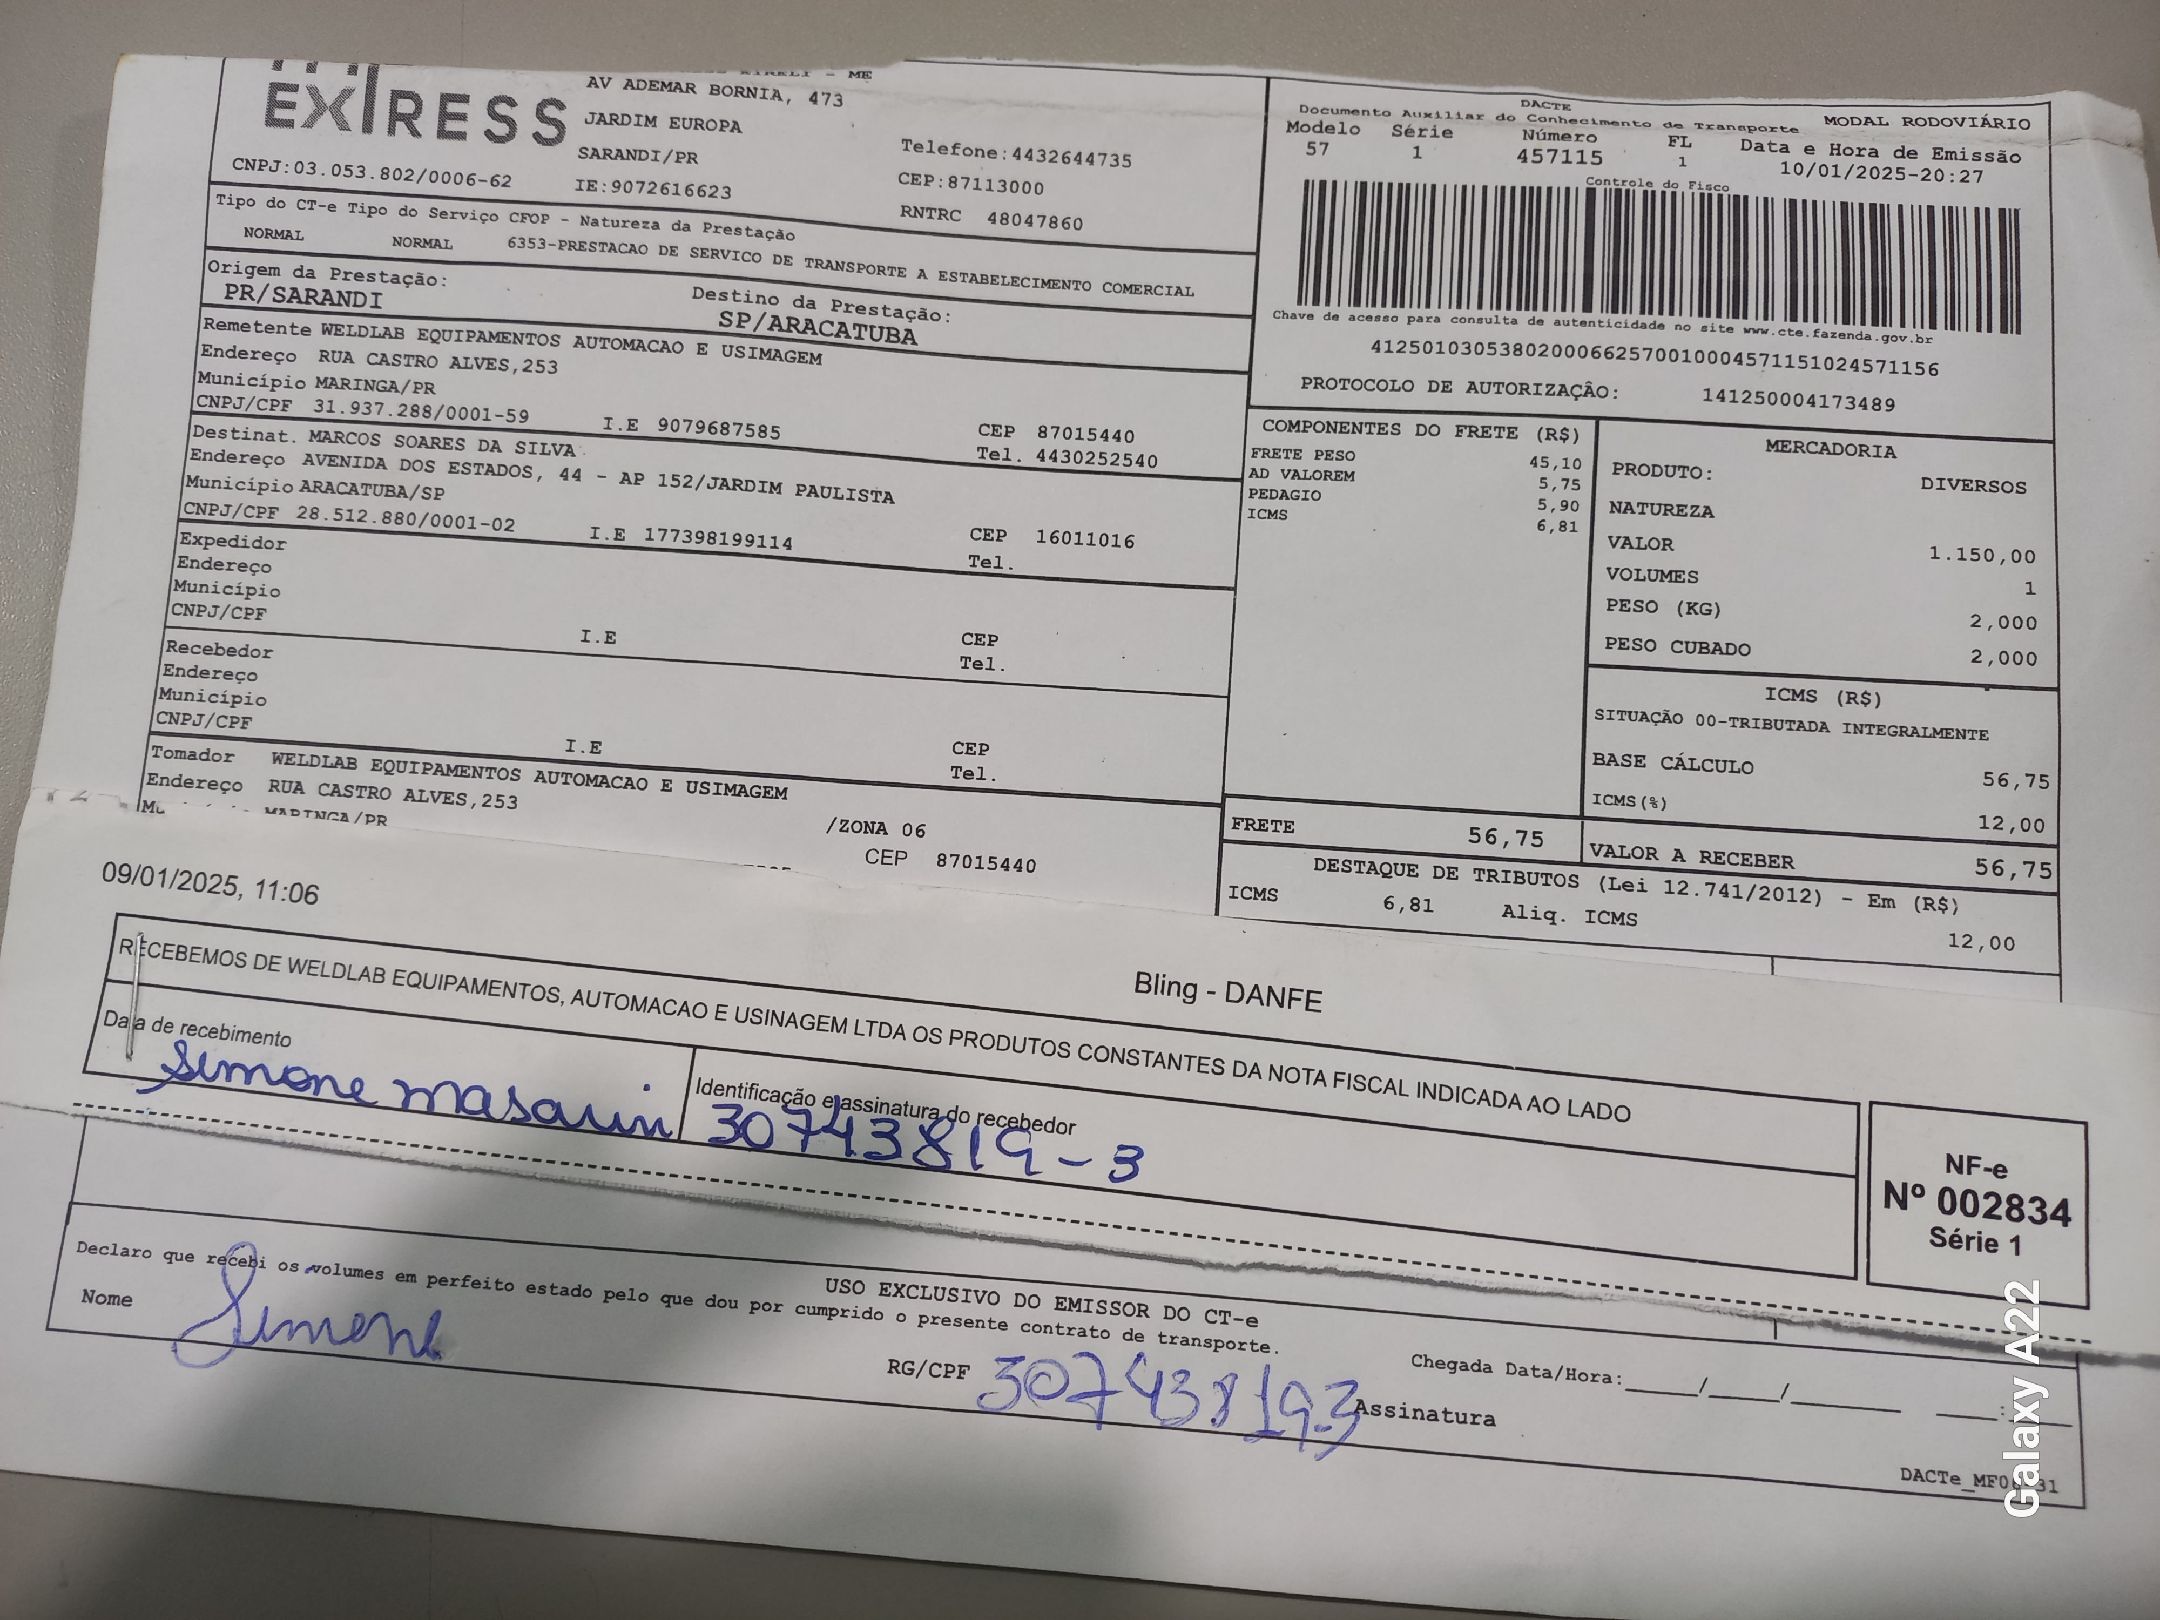 EXPRESS
ME
AV ADEMAR BORNIA, 473
JARDIM EUROPA
SARANDI/PR
Telefone:4432644735
CNPJ:03.053.802/0006-62
IE:9072616623
CEP:87113000
RNTRC 48047860
Tipo do CT-e Tipo do Serviço CFOP - Natureza da Prestação
NORMAL NORMAL 6353-PRESTACAO DE SERVICO DE TRANSPORTE A ESTABELECIMENTO COMERCIAL
Origem da Prestação:
PR/SARANDI
Destino da Prestação:
SP/ARACATUBA
Remetente WELDLAB EQUIPAMENTOS AUTOMACAO E USIMAGEM
Endereço RUA CASTRO ALVES,253
Município MARINGA/PR
CNPJ/CPF 31.937.288/0001-59 I.E 9079687585 CEP 87015440
Tel. 4430252540
Destinat. MARCOS SOARES DA SILVA
Endereço AVENIDA DOS ESTADOS, 44 - AP 152/JARDIM PAULISTA
Município ARACATUBA/SP
CNPJ/CPF 28.512.880/0001-02 I.E 177398199114 CEP 16011016
Tel.
Expedidor
Endereço
Município
CNPJ/CPF I.E CEP
Tel.
Recebedor
Endereço
Município
CNPJ/CPF I.E CEP
Tel.
Tomador WELDLAB EQUIPAMENTOS AUTOMACAO E USIMAGEM
Endereço RUA CASTRO ALVES,253 /ZONA 06
MARINGA/PR CEP 87015440
DACTE
Documento Auxiliar do Conhecimento de Transporte
MODAL RODOVIÁRIO
Modelo Série Número FL Data e Hora de Emissão
57 1 457115 1 10/01/2025-20:27
Controle do Fisco
Chave de acesso para consulta de autenticidade no site www.cte.fazenda.gov.br
41250103053802000662570010004571151024571156
PROTOCOLO DE AUTORIZAÇÂO: 141250004173489
COMPONENTES DO FRETE (R$)
FRETE PESO 45,10
AD VALOREM 5,75
PEDAGIO 5,90
ICMS 6,81
MERCADORIA
PRODUTO: DIVERSOS
NATUREZA
VALOR 1.150,00
VOLUMES 1
PESO (KG) 2,000
PESO CUBADO 2,000
ICMS (R$)
SITUAÇÃO 00-TRIBUTADA INTEGRALMENTE
BASE CÁLCULO 56,75
ICMS(%) 12,00
FRETE 56,75
VALOR A RECEBER 56,75
DESTAQUE DE TRIBUTOS (Lei 12.741/2012) - Em (R$)
ICMS 6,81 Aliq. ICMS 12,00
09/01/2025, 11:06
Bling - DANFE
RECEBEMOS DE WELDLAB EQUIPAMENTOS, AUTOMACAO E USINAGEM LTDA OS PRODUTOS CONSTANTES DA NOTA FISCAL INDICADA AO LADO
Data de recebimento
Simone Masarin
Identificação e assinatura do recebedor
30743819-3
NF-e
Nº 002834
Série 1
USO EXCLUSIVO DO EMISSOR DO CT-e
Declaro que recebi os volumes em perfeito estado pelo que dou por cumprido o presente contrato de transporte.
Nome Simone
RG/CPF 30743819-3
Chegada Data/Hora:_____/_____/_______ ____:____
Assinatura
Galaxy A22